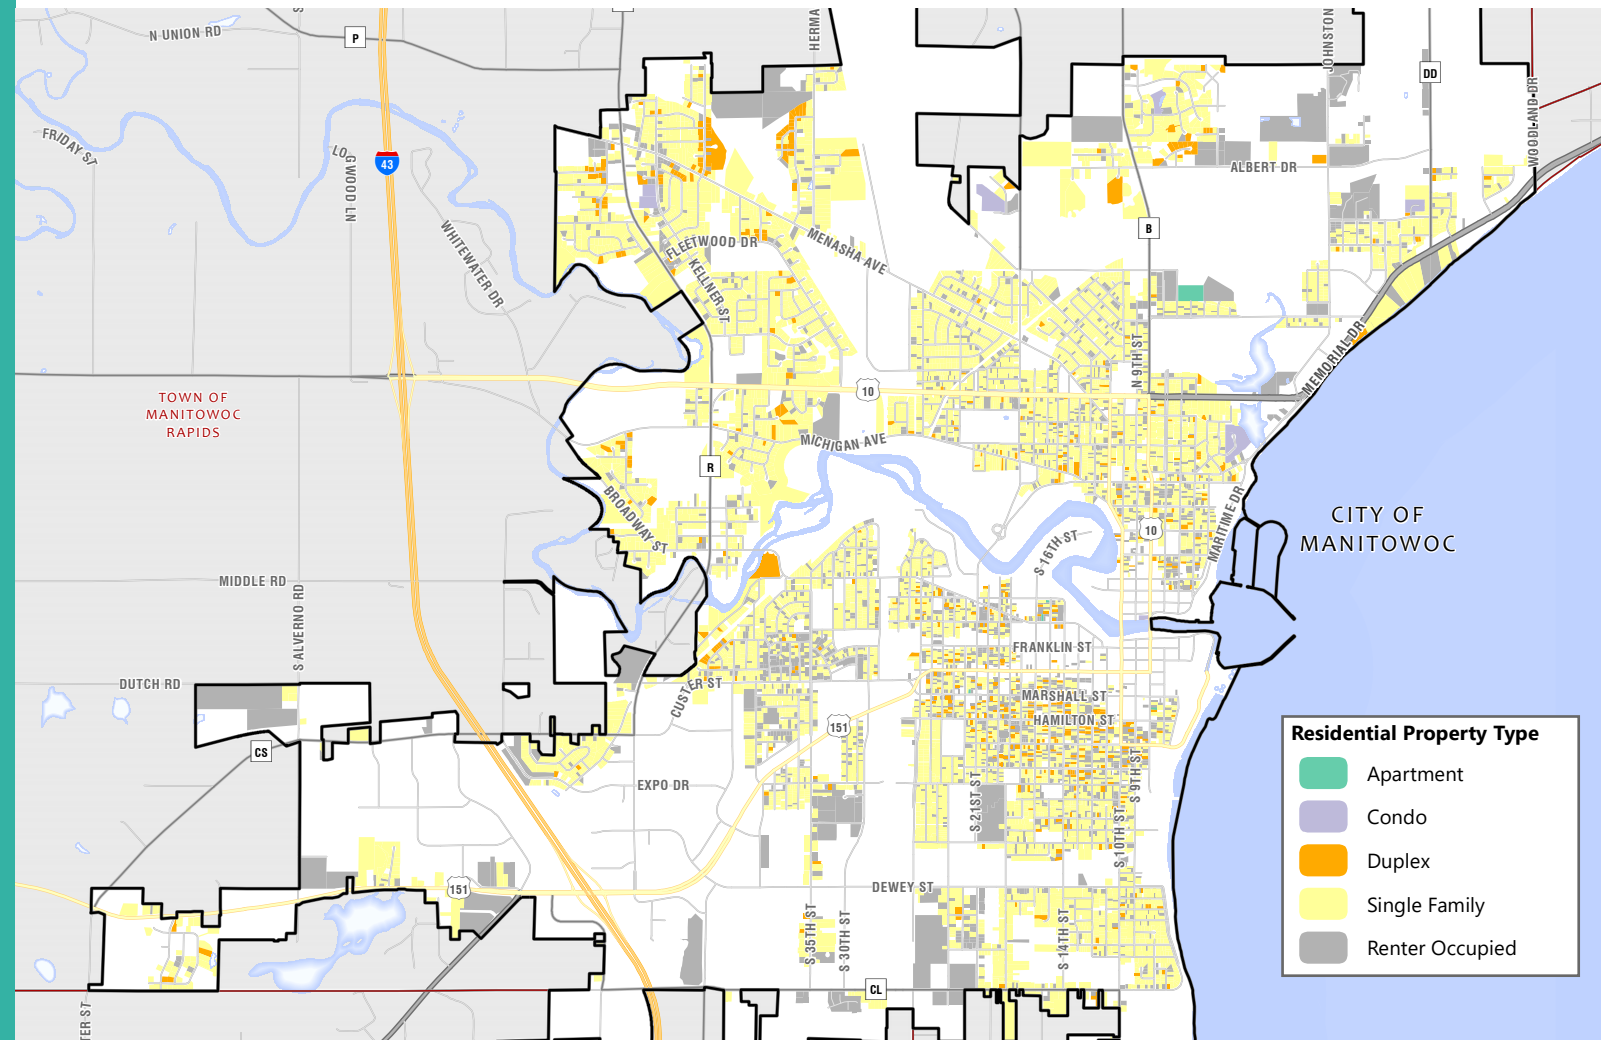 N UNION RD
P
S
HERMA
JOHNSTON
DD
WOODLAND DR
FRIDAY ST
LOGWOOD LN
43
ALBERT DR
WHITEWATER DR
B
FLEETWOOD DR
MENASHA AVE
KELLNER ST
N 9TH ST
MEMORIAL DR
TOWN OF
MANITOWOC
RAPIDS
10
MICHIGAN AVE
R
BROADWAY ST
MARITIME DR
CITY OF
MANITOWOC
10
S 16TH ST
MIDDLE RD
S ALVERNO RD
FRANKLIN ST
DUTCH RD
CUSTER ST
MARSHALL ST
HAMILTON ST
151
CS
EXPO DR
S 21ST ST
S 9TH ST
S 10TH ST
Residential Property Type
Apartment
Condo
Duplex
Single Family
Renter Occupied
151
DEWEY ST
S 35TH ST
S 30TH ST
S 14TH ST
CL
TER ST